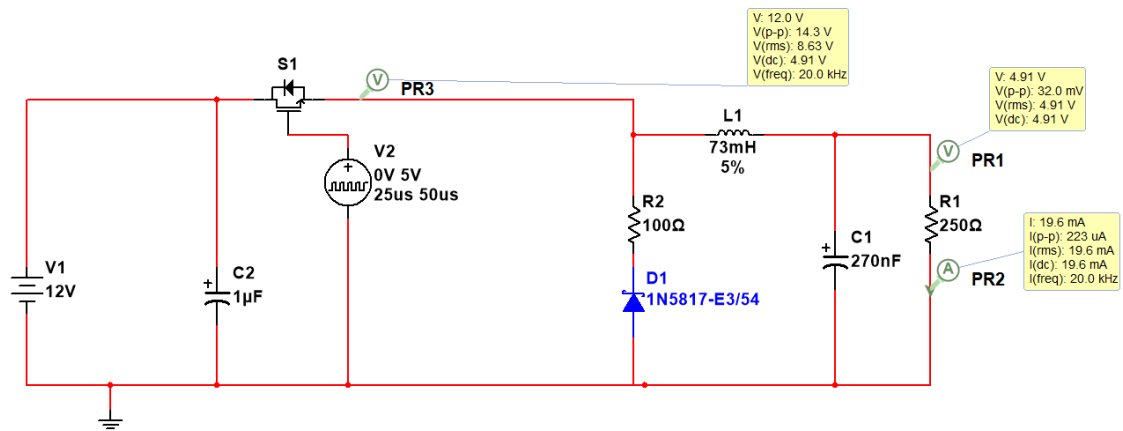 V: 12.0 V
V(p-p): 14.3 V
V(rms): 8.63 V
V(dc): 4.91 V
V(freq): 20.0 kHz
S1
V
PR3
V: 4.91 V
V(p-p): 32.0 mV
V(rms): 4.91 V
V(dc): 4.91 V
L1
73mH
5%
V
PR1
V2
0V 5V
25us 50us
R2
100Ω
R1
250Ω
I: 19.6 mA
I(p-p): 223 uA
I(rms): 19.6 mA
I(dc): 19.6 mA
I(freq): 20.0 kHz
A
PR2
C1
270nF
V1
12V
C2
1µF
D1
1N5817-E3/54